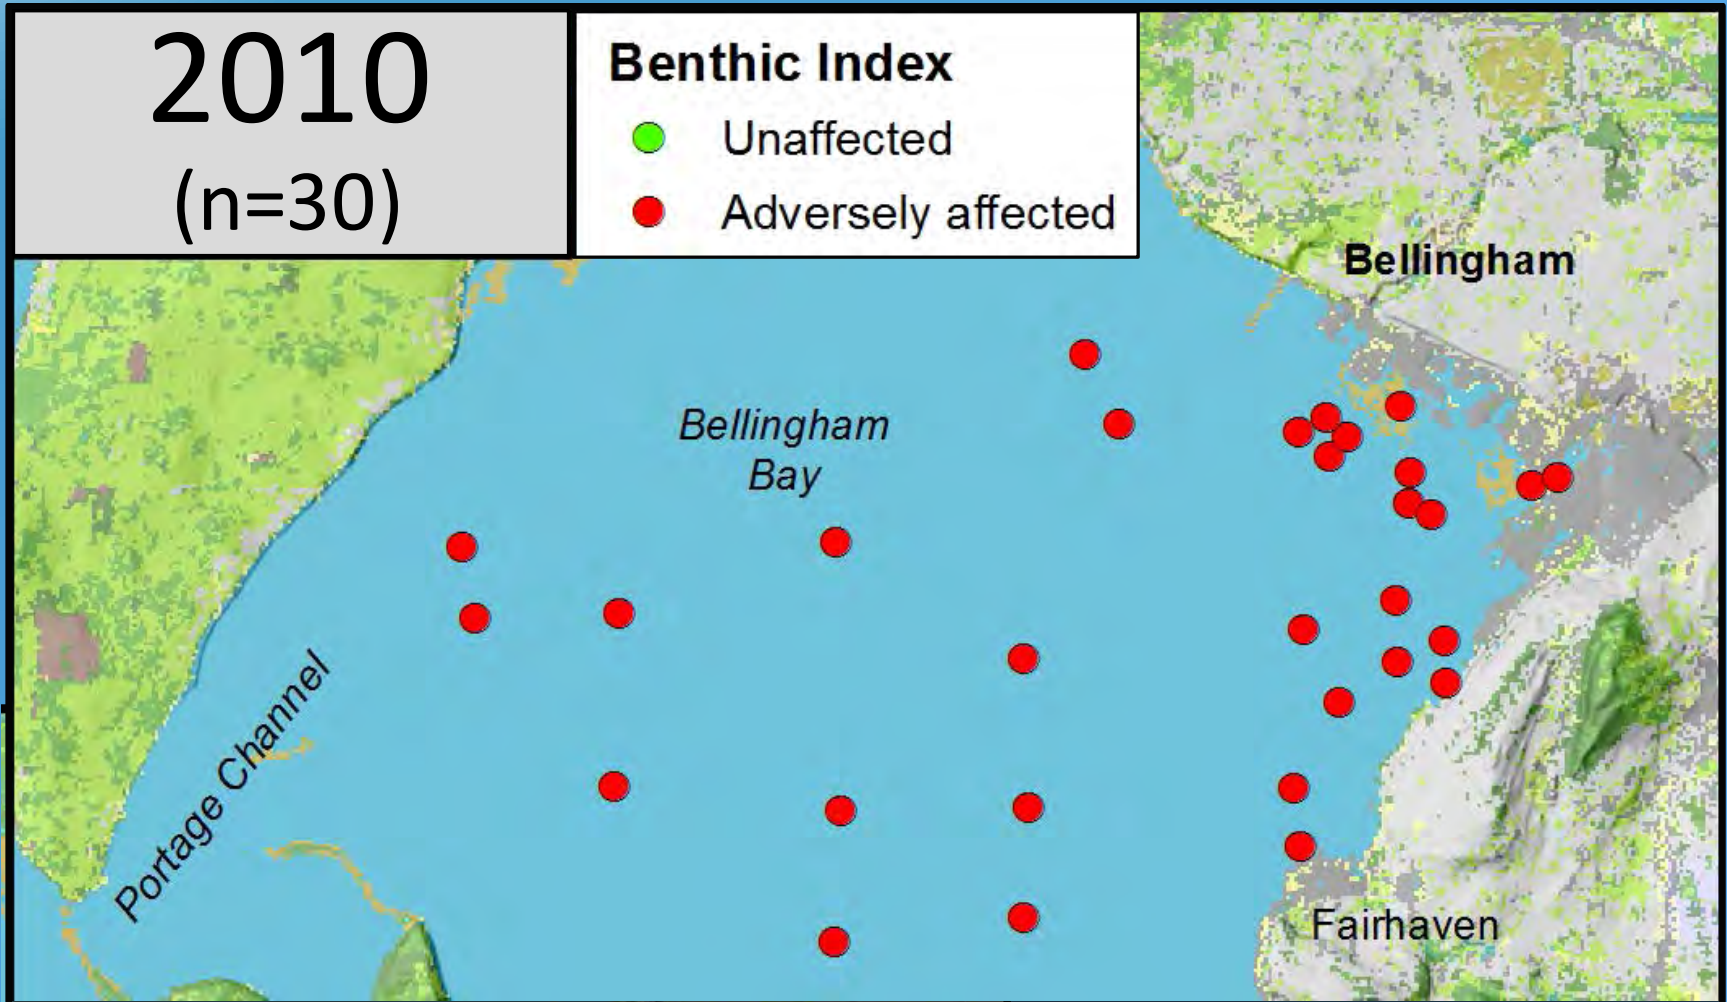 2010
(n=30)
Benthic Index
Unaffected
Adversely affected
Bellingham
Bellingham
Bay
Portage Channel
Fairhaven